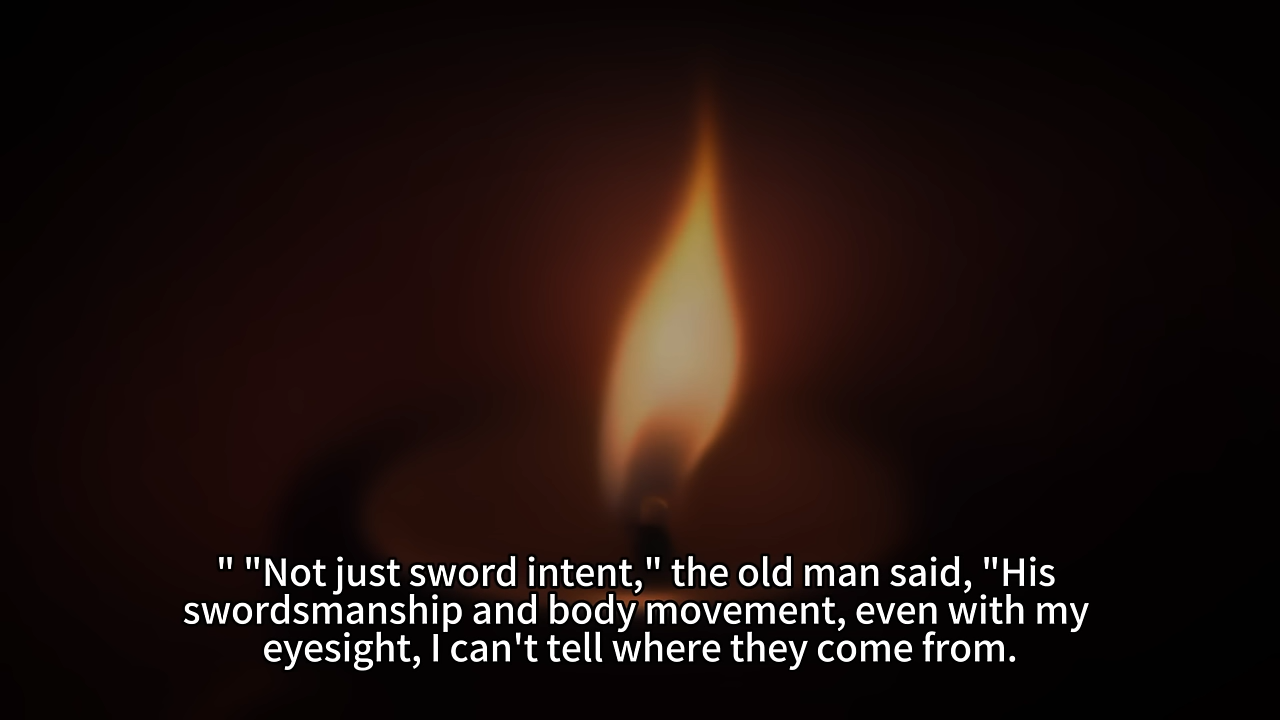 " "Not just sword intent," the old man said, "His
swordsmanship and body movement, even with my
eyesight, I can't tell where they come from.